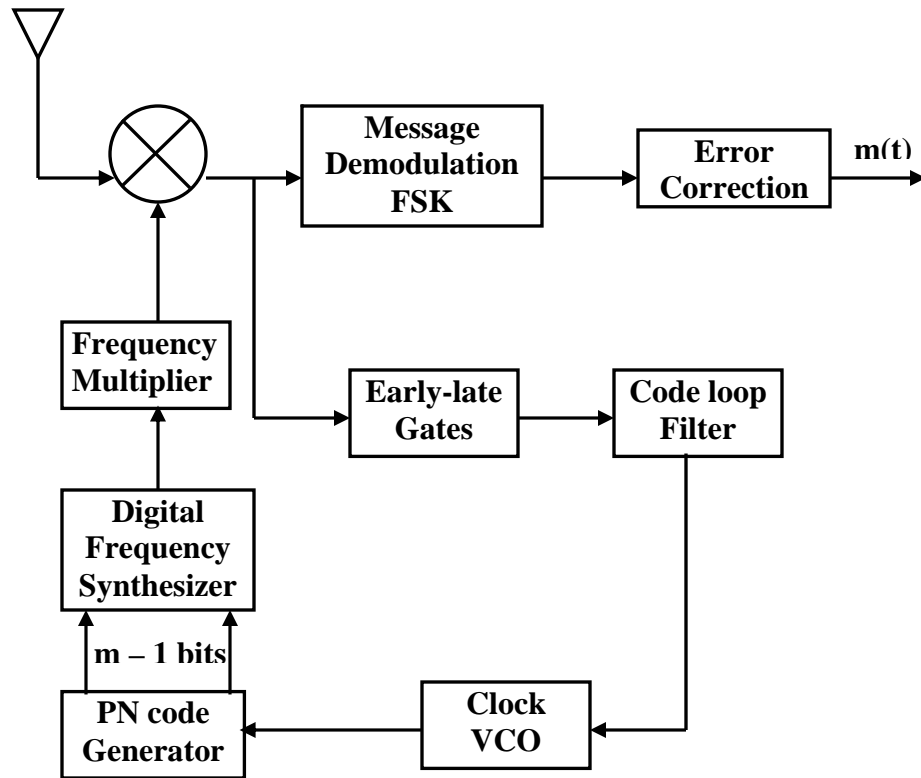 Message
Demodulation
FSK
Error
Correction
m(t)
Frequency
Multiplier
Early-late
Gates
Code loop
Filter
Digital
Frequency
Synthesizer
m – 1 bits
PN code
Generator
Clock
VCO